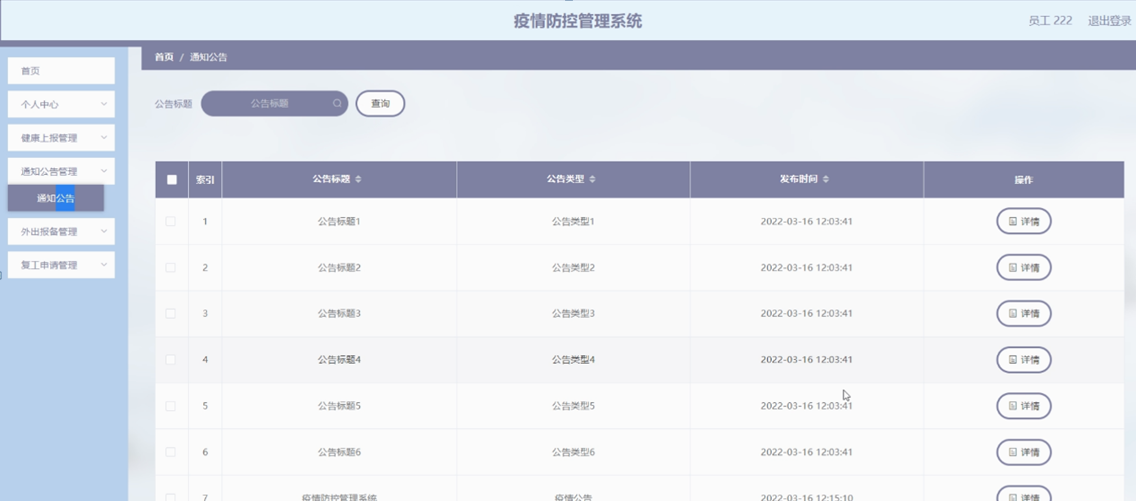 疫情防控管理系统
员工 222 退出登录
首页 / 通知公告
首页
个人中心
健康上报管理
通知公告管理
通知公告
外出报备管理
复工申请管理
公告标题 公告标题 查询
索引 公告标题 公告类型 发布时间 操作
1 公告标题1 公告类型1 2022-03-16 12:03:41 详情
2 公告标题2 公告类型2 2022-03-16 12:03:41 详情
3 公告标题3 公告类型3 2022-03-16 12:03:41 详情
4 公告标题4 公告类型4 2022-03-16 12:03:41 详情
5 公告标题5 公告类型5 2022-03-16 12:03:41 详情
6 公告标题6 公告类型6 2022-03-16 12:03:41 详情
7 疫情防控管理系统 疫情公告 2022-03-16 12:15:10 详情